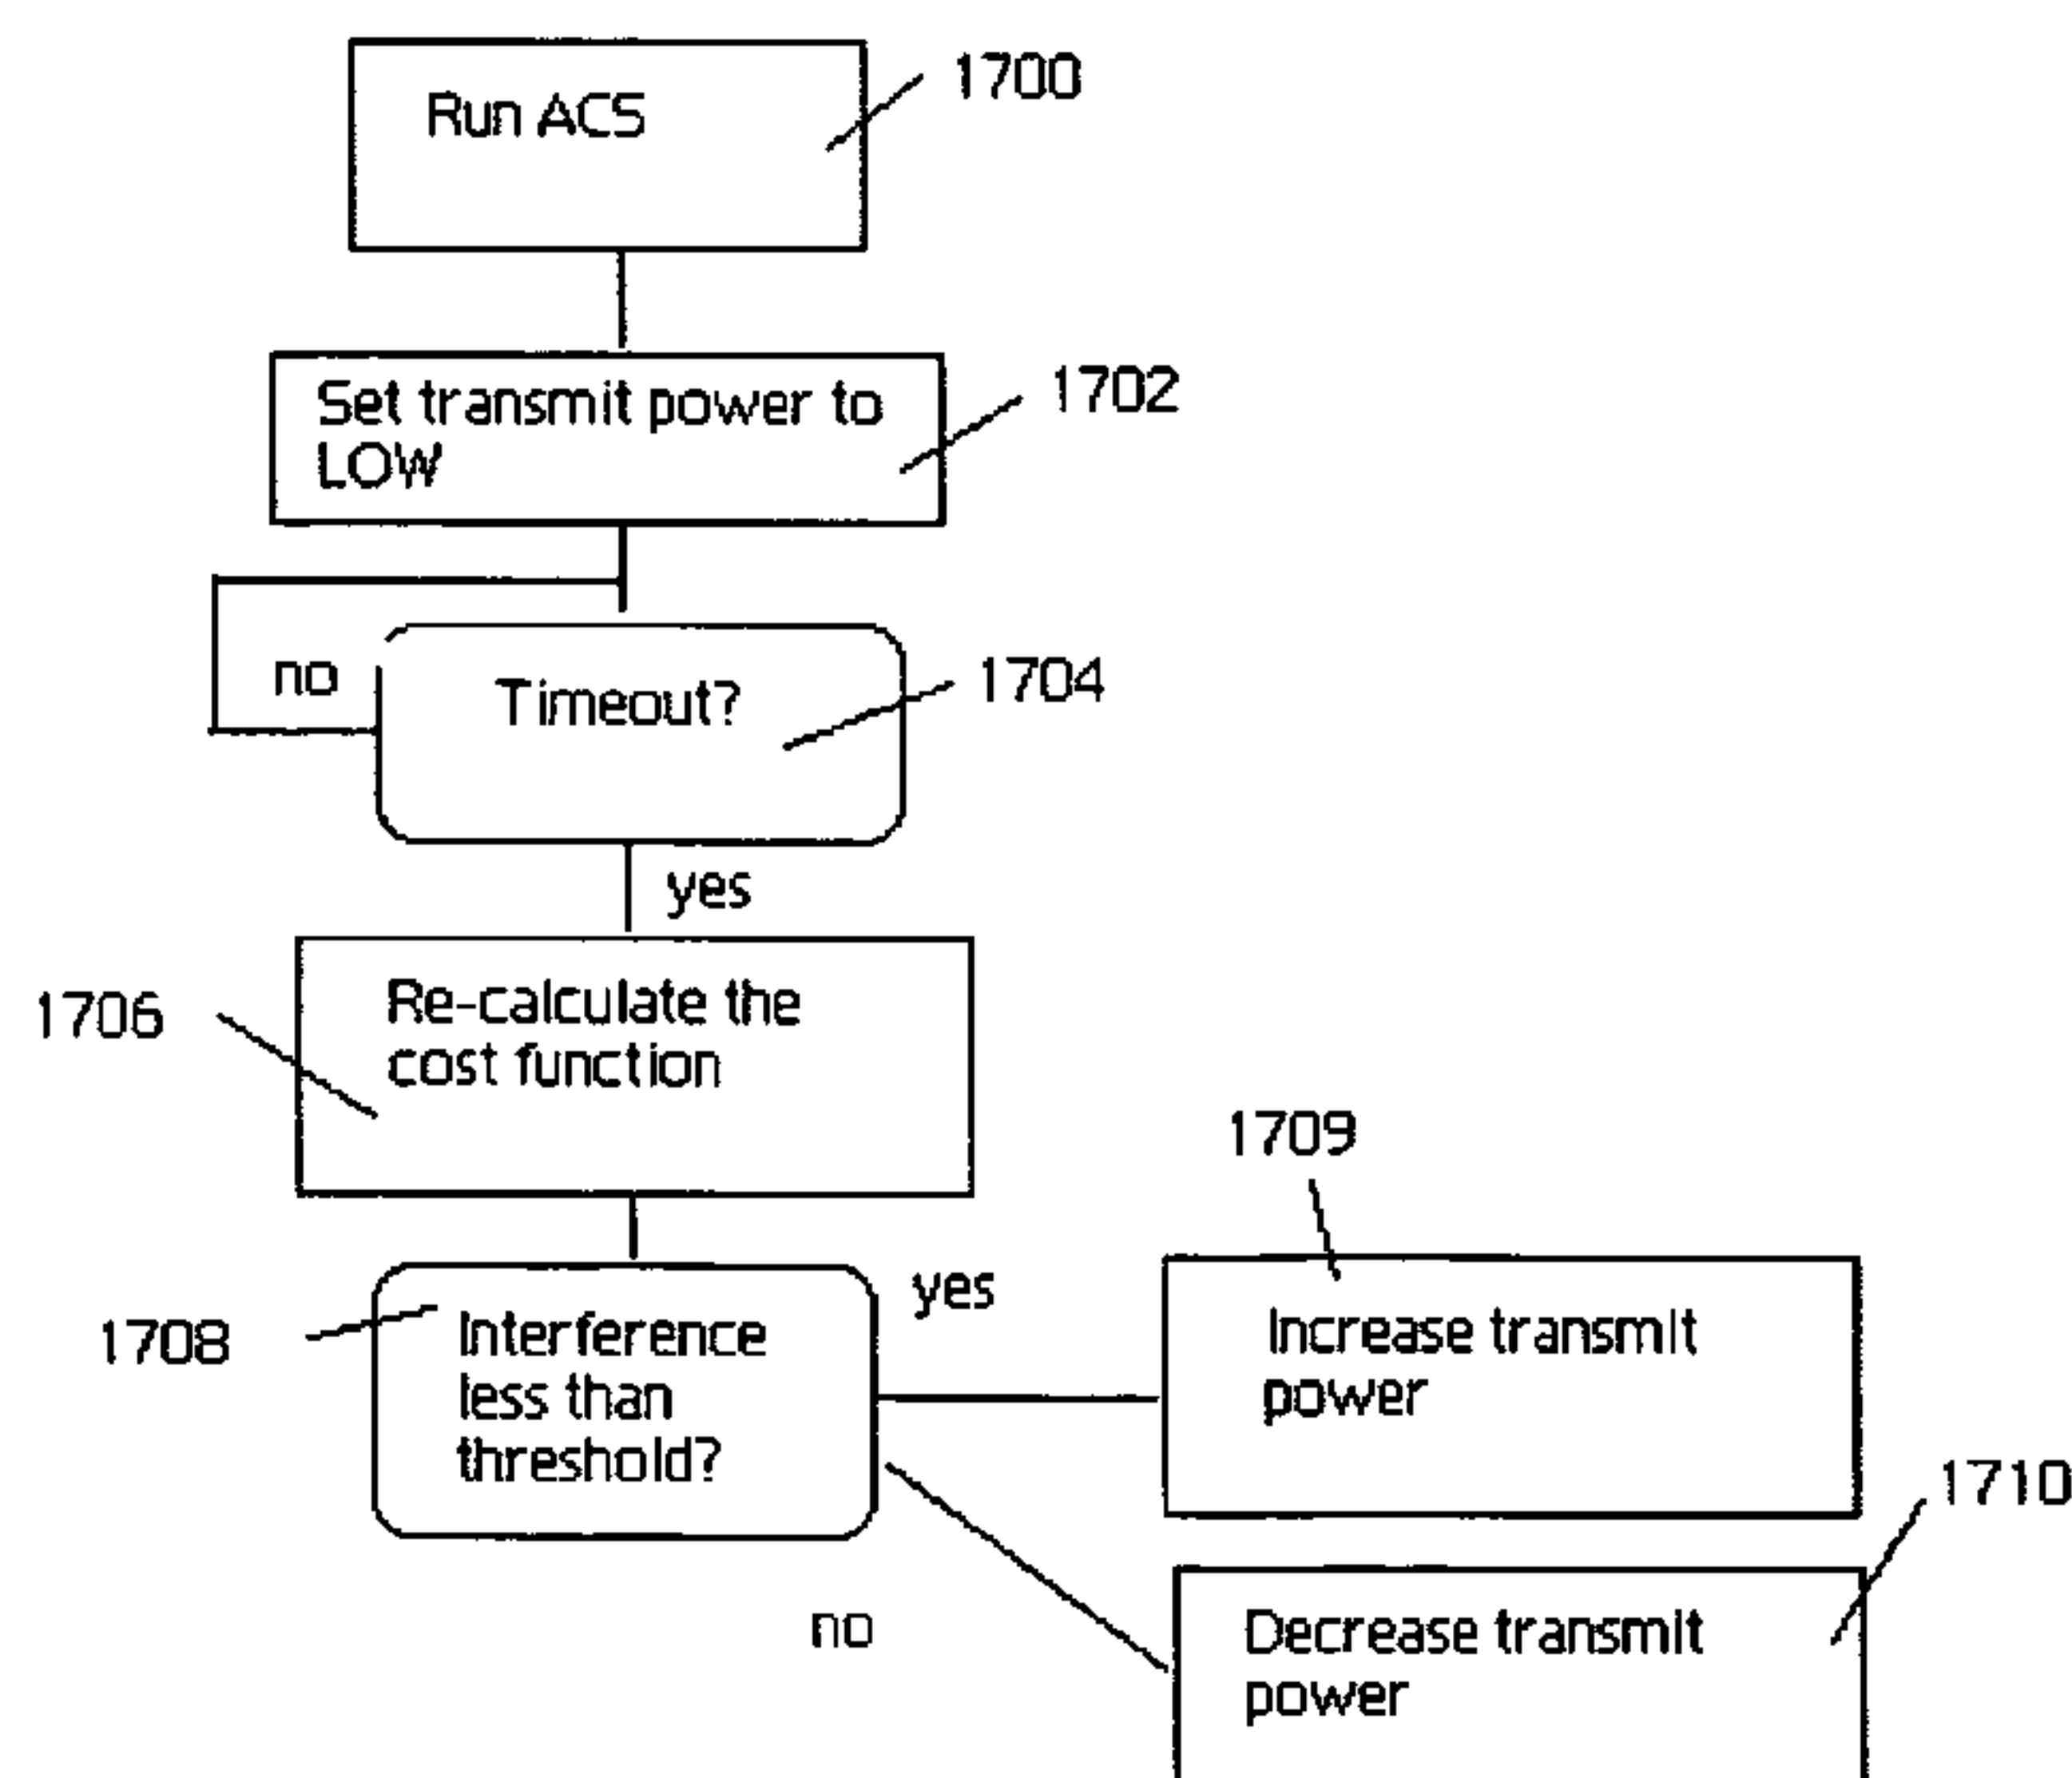 Run ACS
1700
Set transmit power to
LOW
1702
no
Timeout?
1704
yes
1706
Re-calculate the
cost function
1709
1708
Interference
less than
threshold?
yes
Increase transmit
power
1710
no
Decrease transmit
power